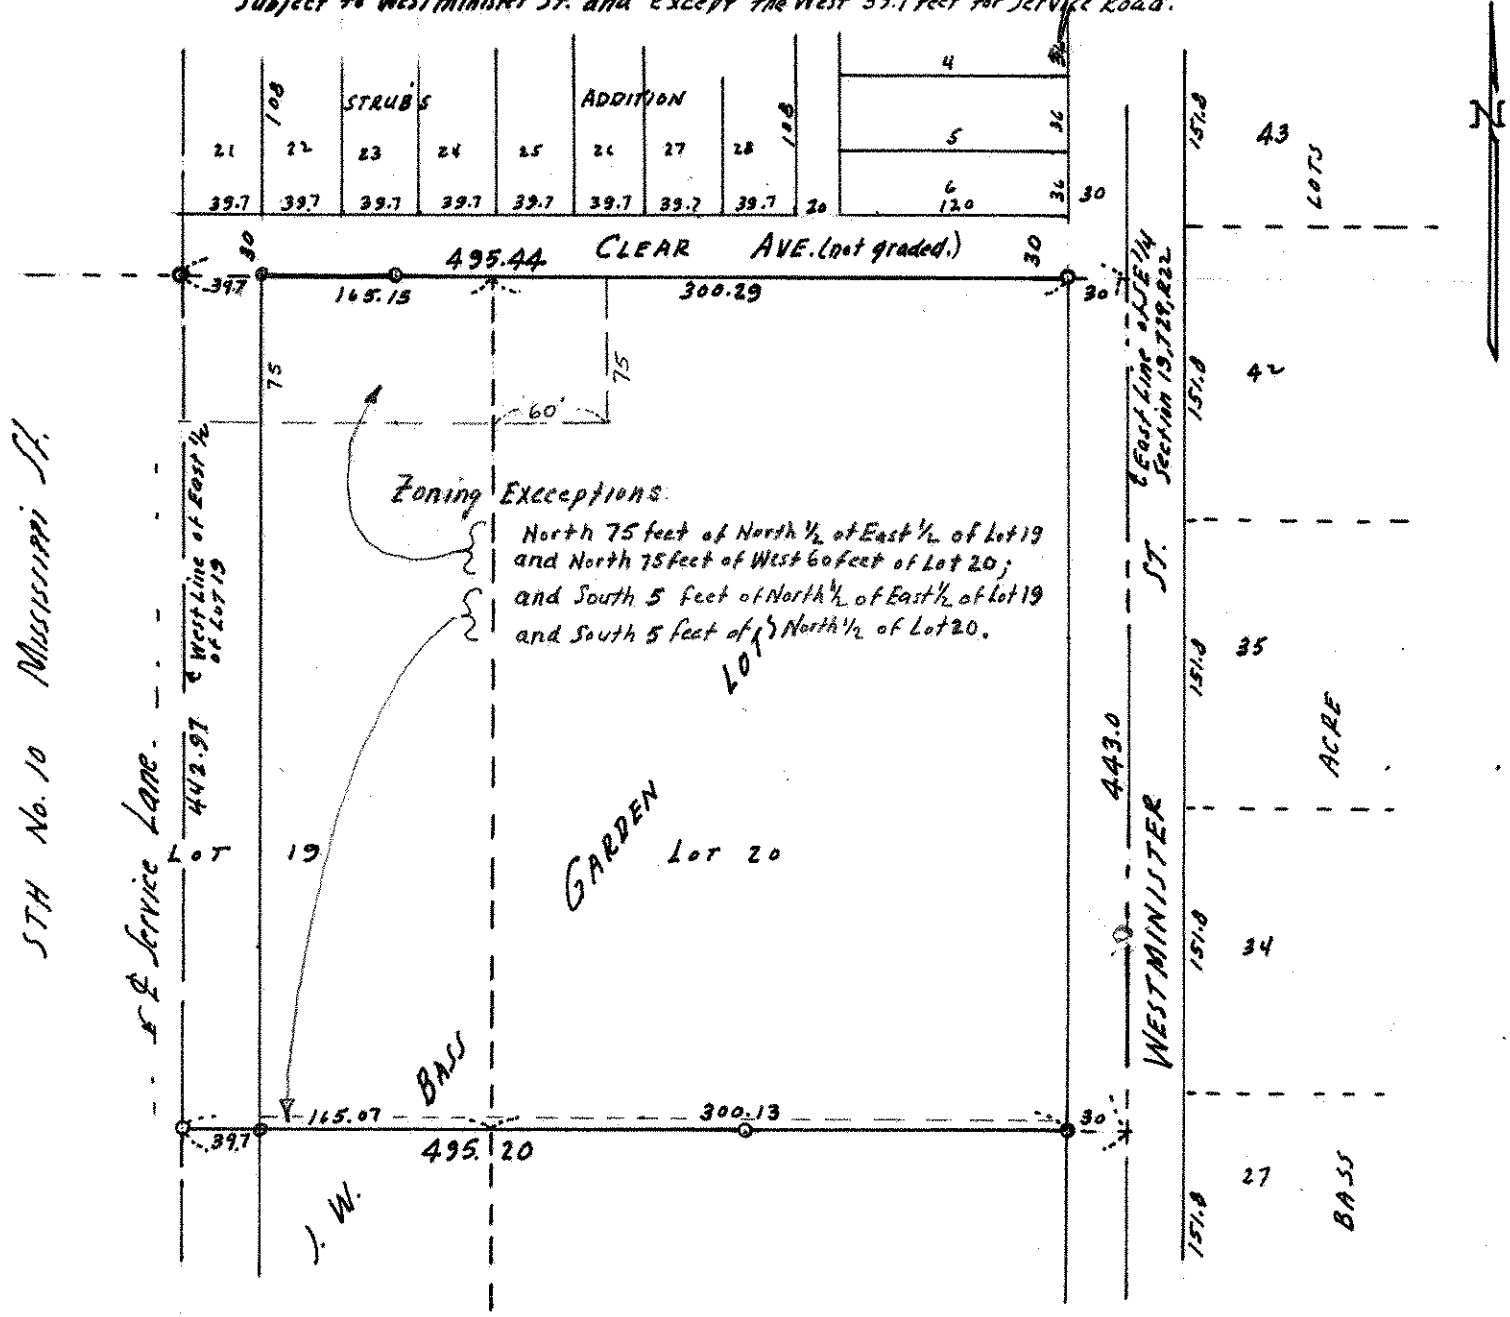 Subject to Westminister St. and Except the West 39.7 feet for Service Road.
STRUB'S ADDITION
108
108
21 22 23 24 25 26 27 28
39.7 39.7 39.7 39.7 39.7 39.7 39.7 39.7 20
4
5
6
120
36
36
36
30
151.8
43
LOTS
30
495.44 CLEAR AVE. (not graded.)
30
39.7 165.15 300.29 30
75
75
60'
East Line of SE 1/4
Section 19, T29, R22
151.8
42
Zoning Exceptions:
North 75 feet of North ½ of East ½ of Lot 19
and North 75 feet of West 60 feet of Lot 20;
and South 5 feet of North ½ of East ½ of Lot 19
and South 5 feet of North ½ of Lot 20.
West Line of East ½
of LOT 19
442.97
STH No. 10 Mississippi St.
℄ Service Lane.
LOT 19
LOT 20
J. W. BASS GARDEN LOT
443.0
WESTMINISTER ST.
151.8
35
ACRE
151.8
34
39.7 165.07 300.13 30
495.20
151.8
27
BASS